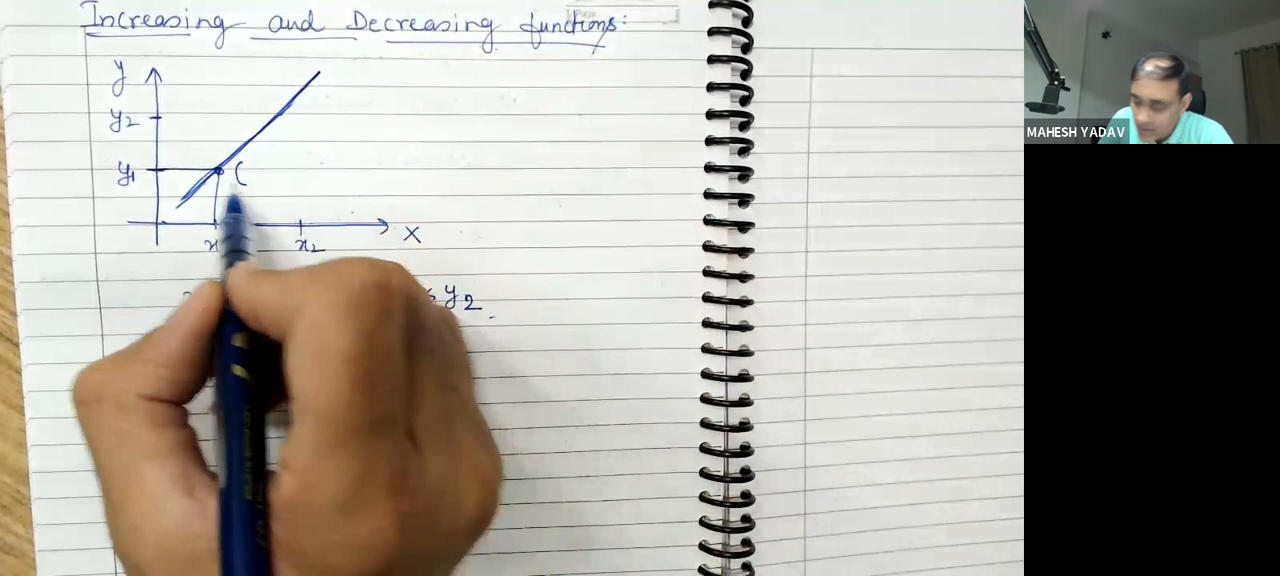 Increasing and Decreasing functions:
MAHESH YADAV
y
y2
y1 (
x2
X
y2